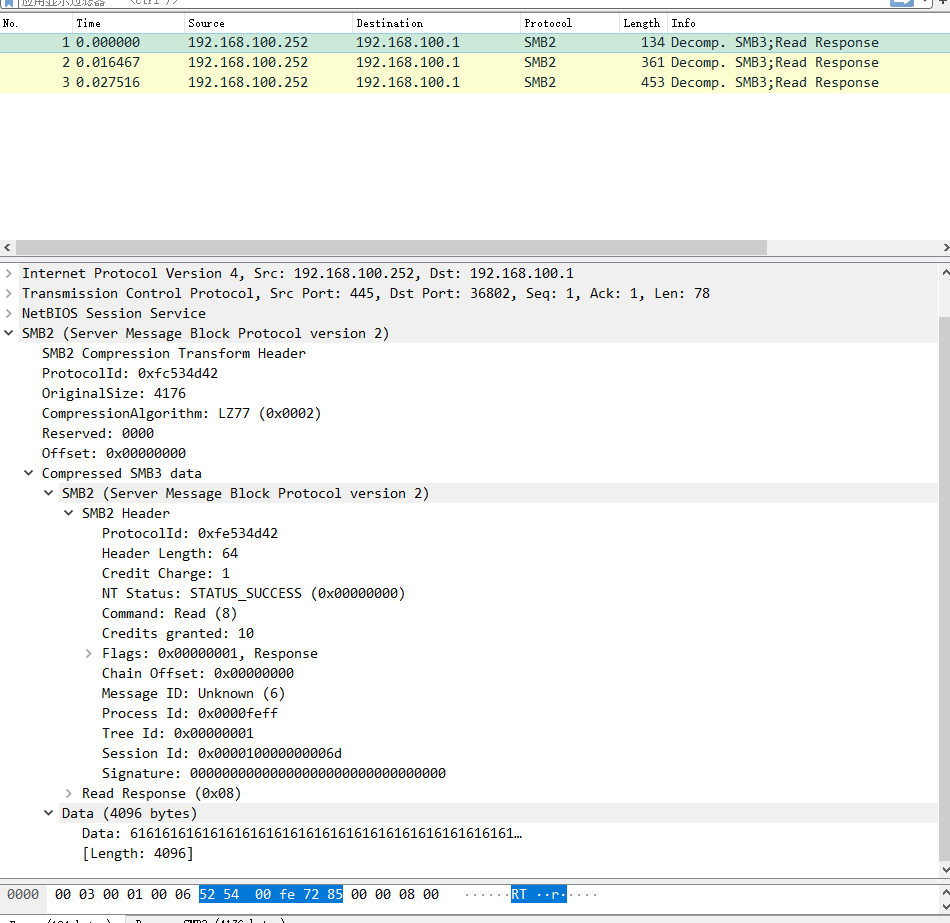 应用显示过滤器 … <Ctrl-/>
No. Time Source Destination Protocol Length Info
1 0.000000 192.168.100.252 192.168.100.1 SMB2 134 Decomp. SMB3;Read Response
2 0.016467 192.168.100.252 192.168.100.1 SMB2 361 Decomp. SMB3;Read Response
3 0.027516 192.168.100.252 192.168.100.1 SMB2 453 Decomp. SMB3;Read Response
Internet Protocol Version 4, Src: 192.168.100.252, Dst: 192.168.100.1
Transmission Control Protocol, Src Port: 445, Dst Port: 36802, Seq: 1, Ack: 1, Len: 78
NetBIOS Session Service
SMB2 (Server Message Block Protocol version 2)
SMB2 Compression Transform Header
ProtocolId: 0xfc534d42
OriginalSize: 4176
CompressionAlgorithm: LZ77 (0x0002)
Reserved: 0000
Offset: 0x00000000
Compressed SMB3 data
SMB2 (Server Message Block Protocol version 2)
SMB2 Header
ProtocolId: 0xfe534d42
Header Length: 64
Credit Charge: 1
NT Status: STATUS_SUCCESS (0x00000000)
Command: Read (8)
Credits granted: 10
Flags: 0x00000001, Response
Chain Offset: 0x00000000
Message ID: Unknown (6)
Process Id: 0x0000feff
Tree Id: 0x00000001
Session Id: 0x000010000000006d
Signature: 00000000000000000000000000000000
Read Response (0x08)
Data (4096 bytes)
Data: 616161616161616161616161616161616161616161616161…
[Length: 4096]
0000 00 03 00 01 00 06 52 54 00 fe 72 85 00 00 08 00 ······RT ··r·····